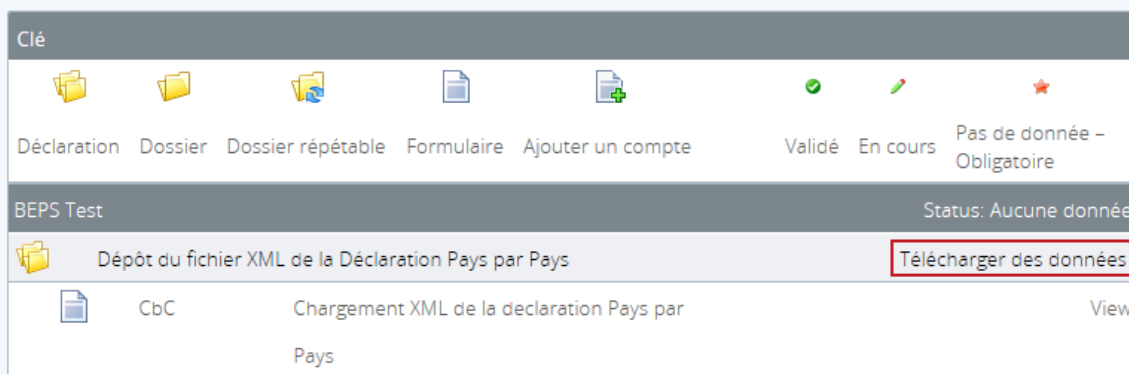 Clé
Déclaration Dossier Dossier répétable Formulaire Ajouter un compte Validé En cours Pas de donnée –
Obligatoire
BEPS Test Status: Aucune donnée
Dépôt du fichier XML de la Déclaration Pays par Pays Télécharger des données
CbC Chargement XML de la declaration Pays par View
Pays